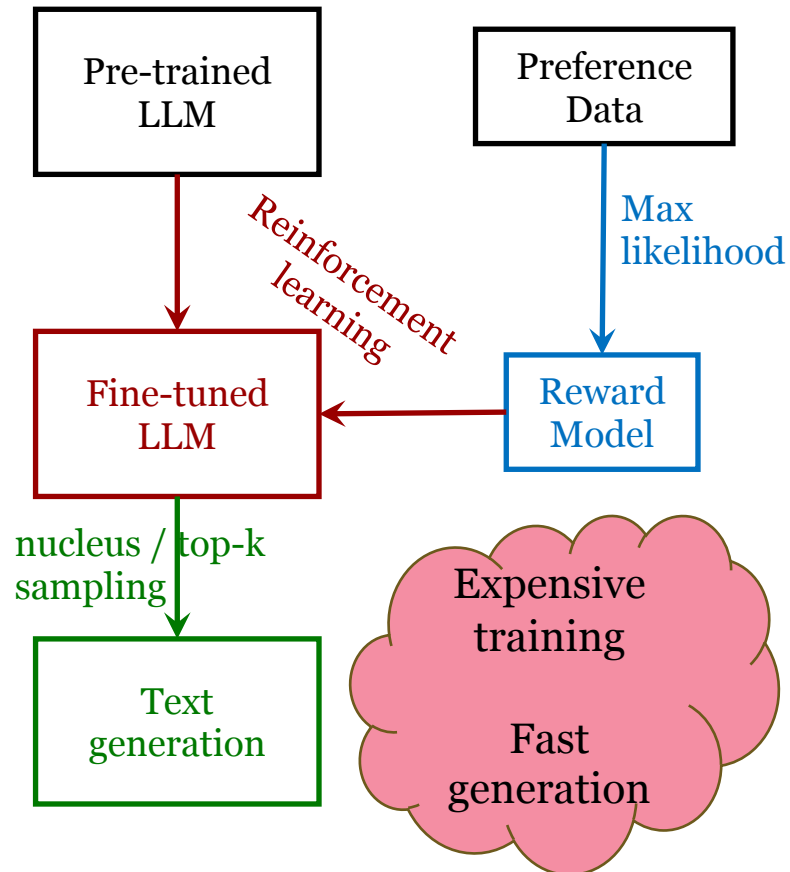 Pre-trained
LLM
Preference
Data
Reinforcement
learning
Max
likelihood
Fine-tuned
LLM
Reward
Model
nucleus / top-k
sampling
Expensive
training
Text
generation
Fast
generation